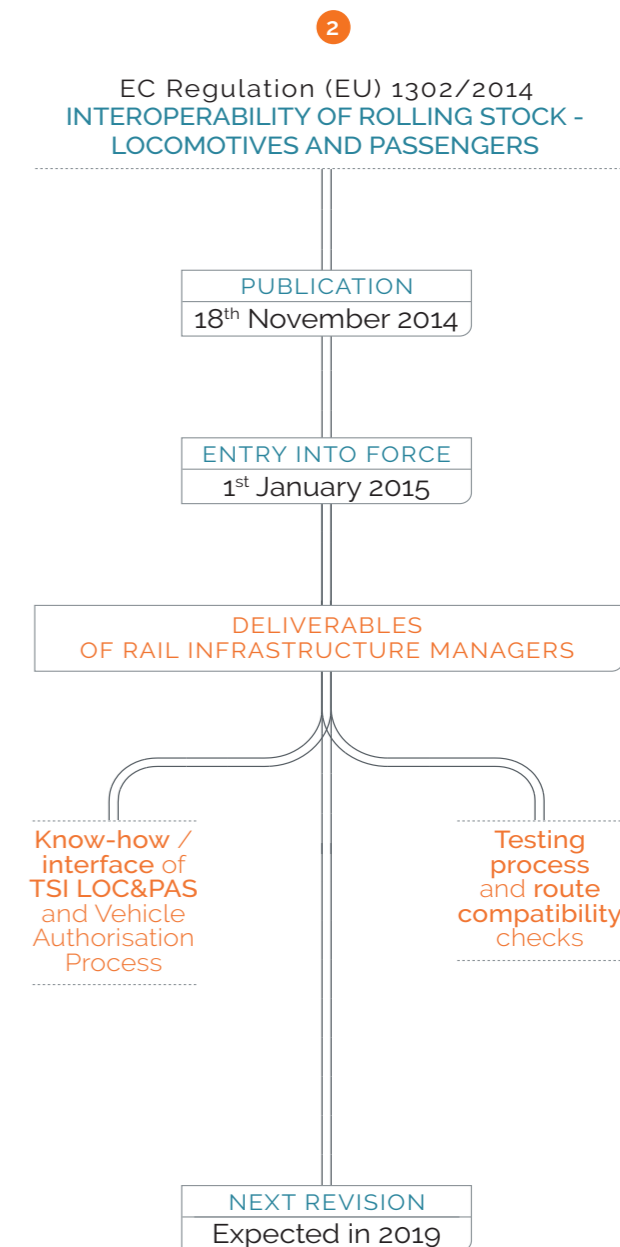 2
EC Regulation (EU) 1302/2014
INTEROPERABILITY OF ROLLING STOCK -
LOCOMOTIVES AND PASSENGERS
PUBLICATION
18th November 2014
ENTRY INTO FORCE
1st January 2015
DELIVERABLES
OF RAIL INFRASTRUCTURE MANAGERS
Know-how /
interface of
TSI LOC&PAS
and Vehicle
Authorisation
Process
Testing
process
and route
compatibility
checks
NEXT REVISION
Expected in 2019